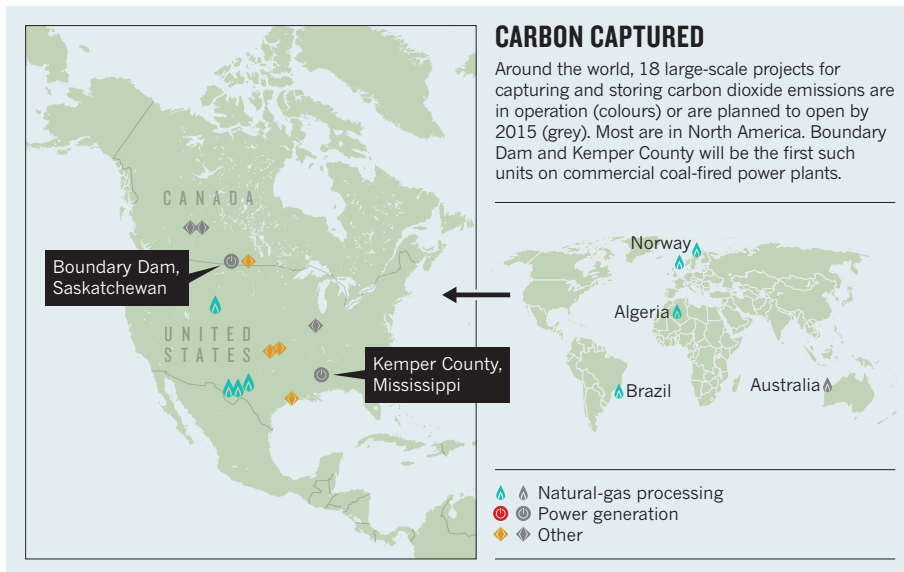 CARBON CAPTURED
Around the world, 18 large-scale projects for
capturing and storing carbon dioxide emissions are
in operation (colours) or are planned to open by
2015 (grey). Most are in North America. Boundary
Dam and Kemper County will be the first such
units on commercial coal-fired power plants.
CANADA
Boundary Dam,
Saskatchewan
UNITED
STATES
Kemper County,
Mississippi
Norway
Algeria
Brazil
Australia
Natural-gas processing
Power generation
Other